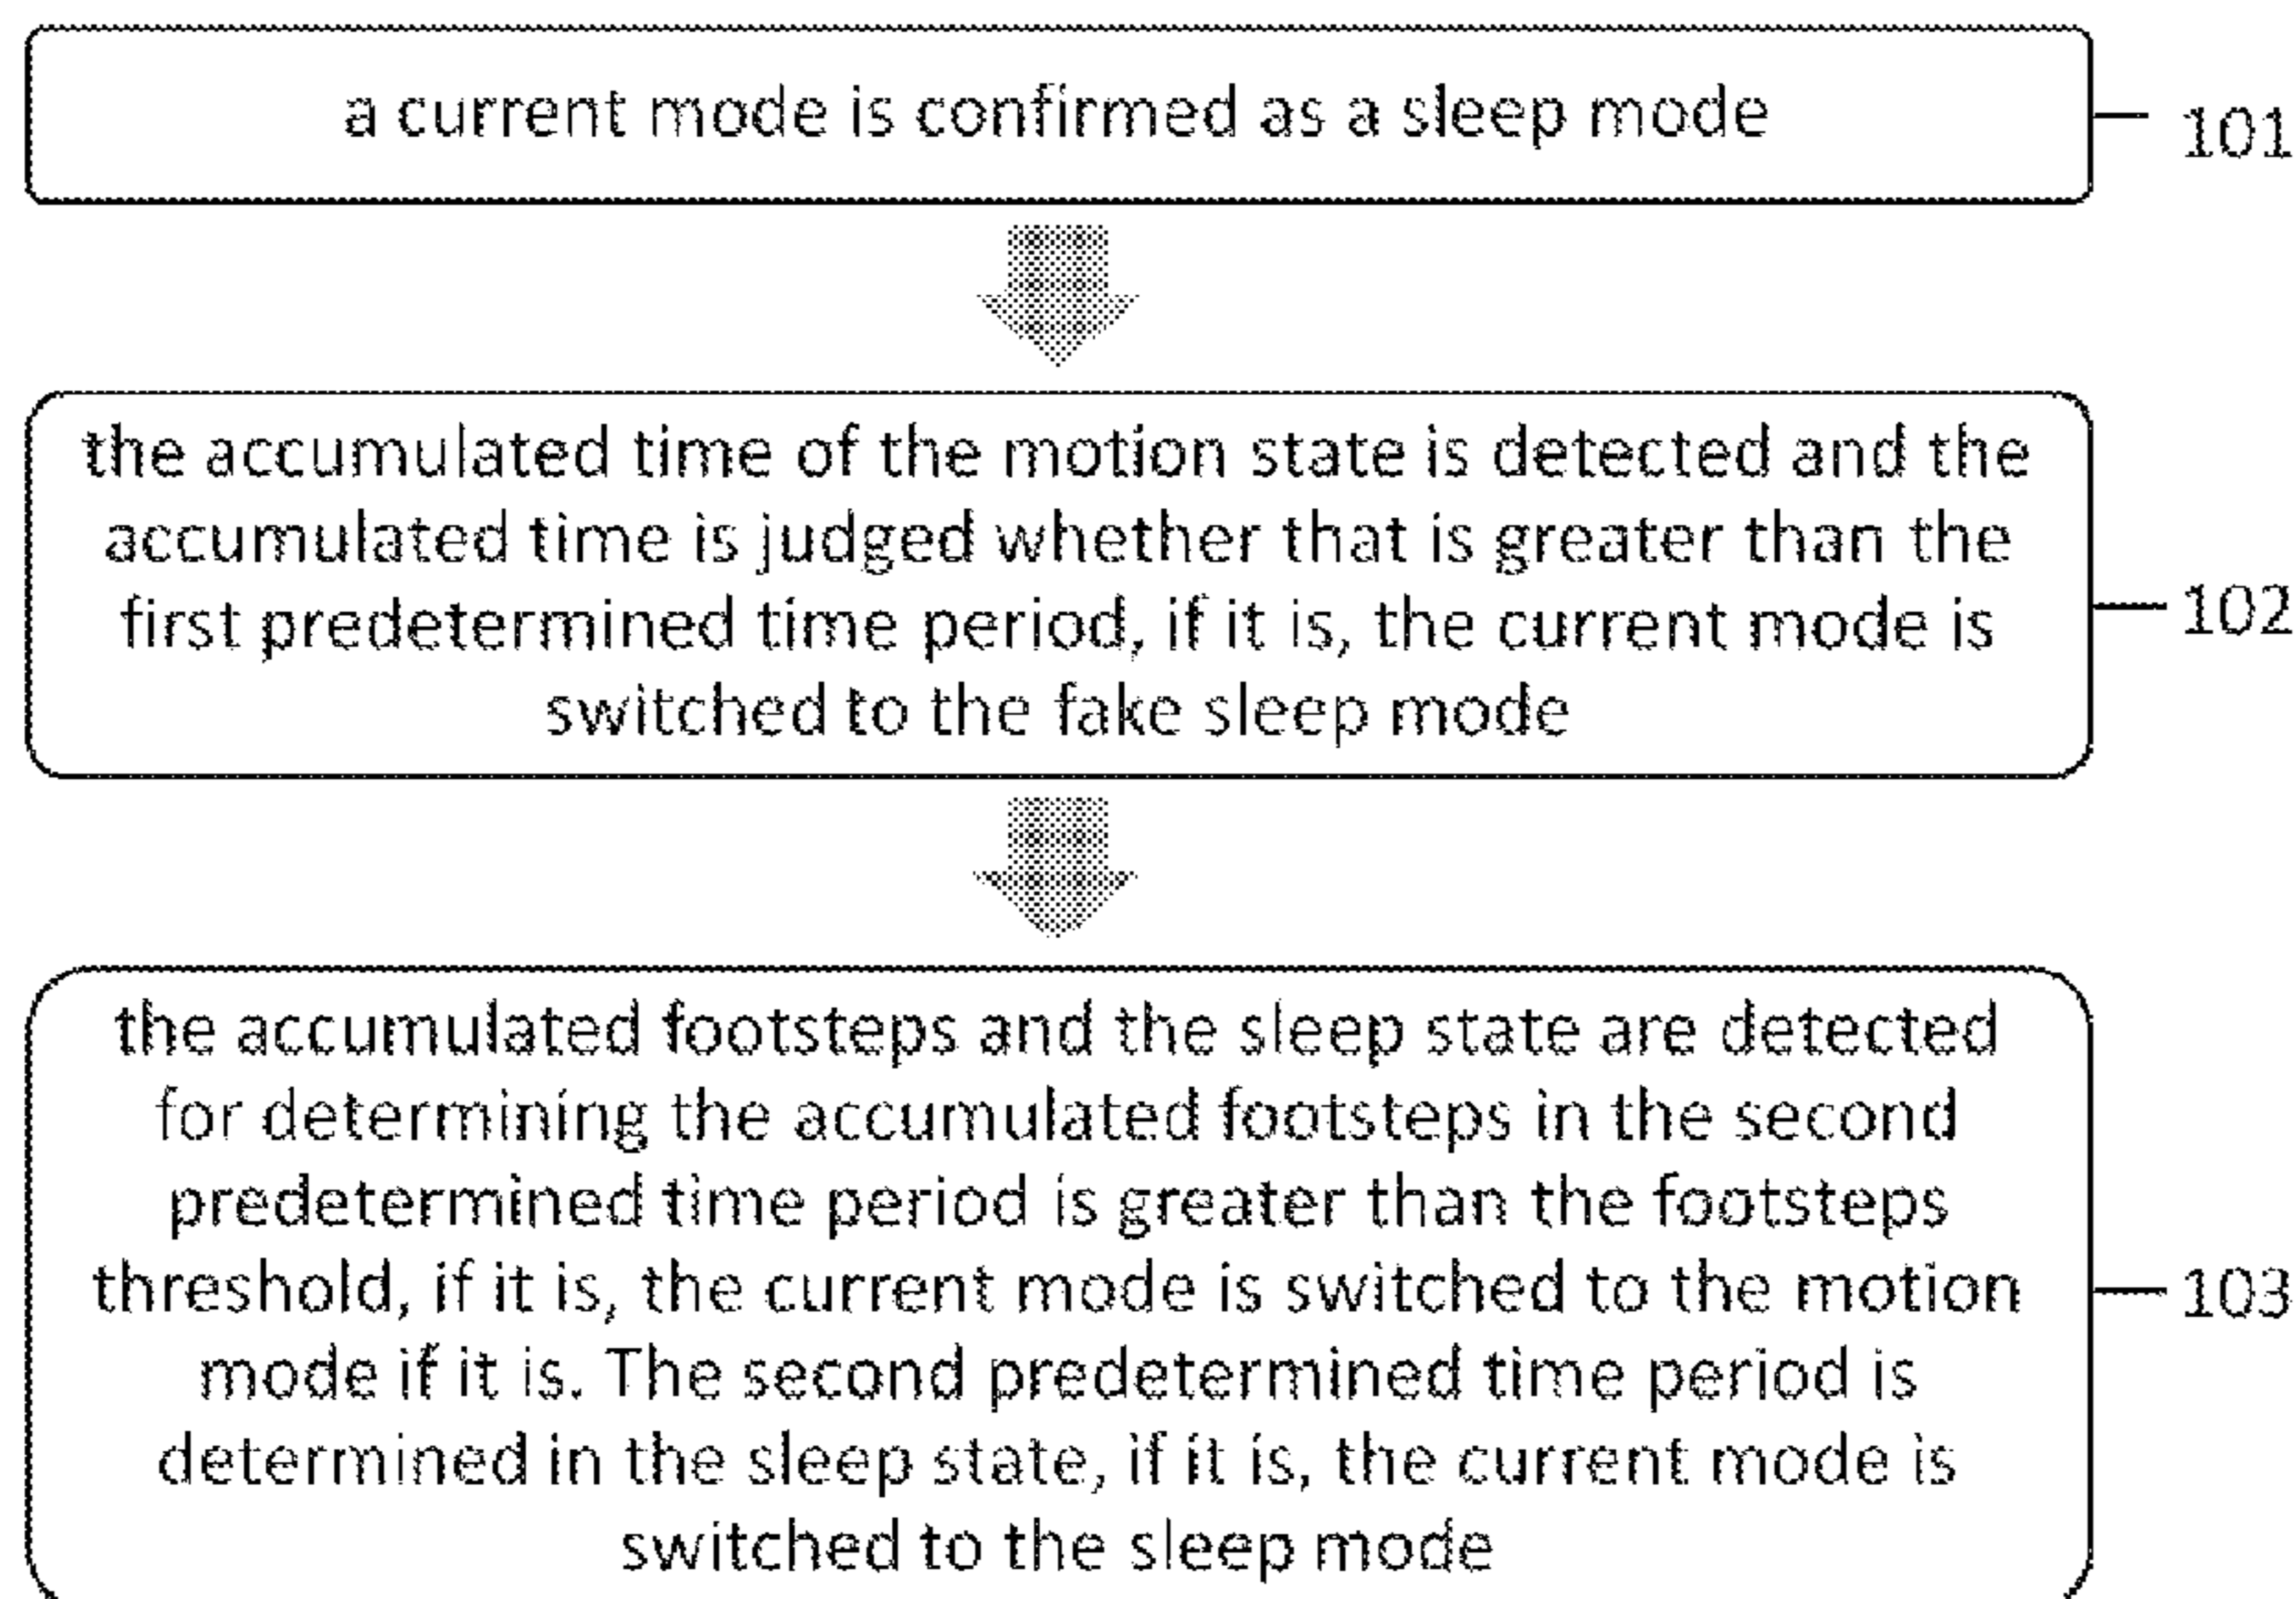 a current mode is confirmed as a sleep mode
101
the accumulated time of the motion state is detected and the
accumulated time is judged whether that is greater than the
first predetermined time period, if it is, the current mode is
switched to the fake sleep mode
102
the accumulated footsteps and the sleep state are detected
for determining the accumulated footsteps in the second
predetermined time period is greater than the footsteps
threshold, if it is, the current mode is switched to the motion
mode if it is. The second predetermined time period is
determined in the sleep state, if it is, the current mode is
switched to the sleep mode
103